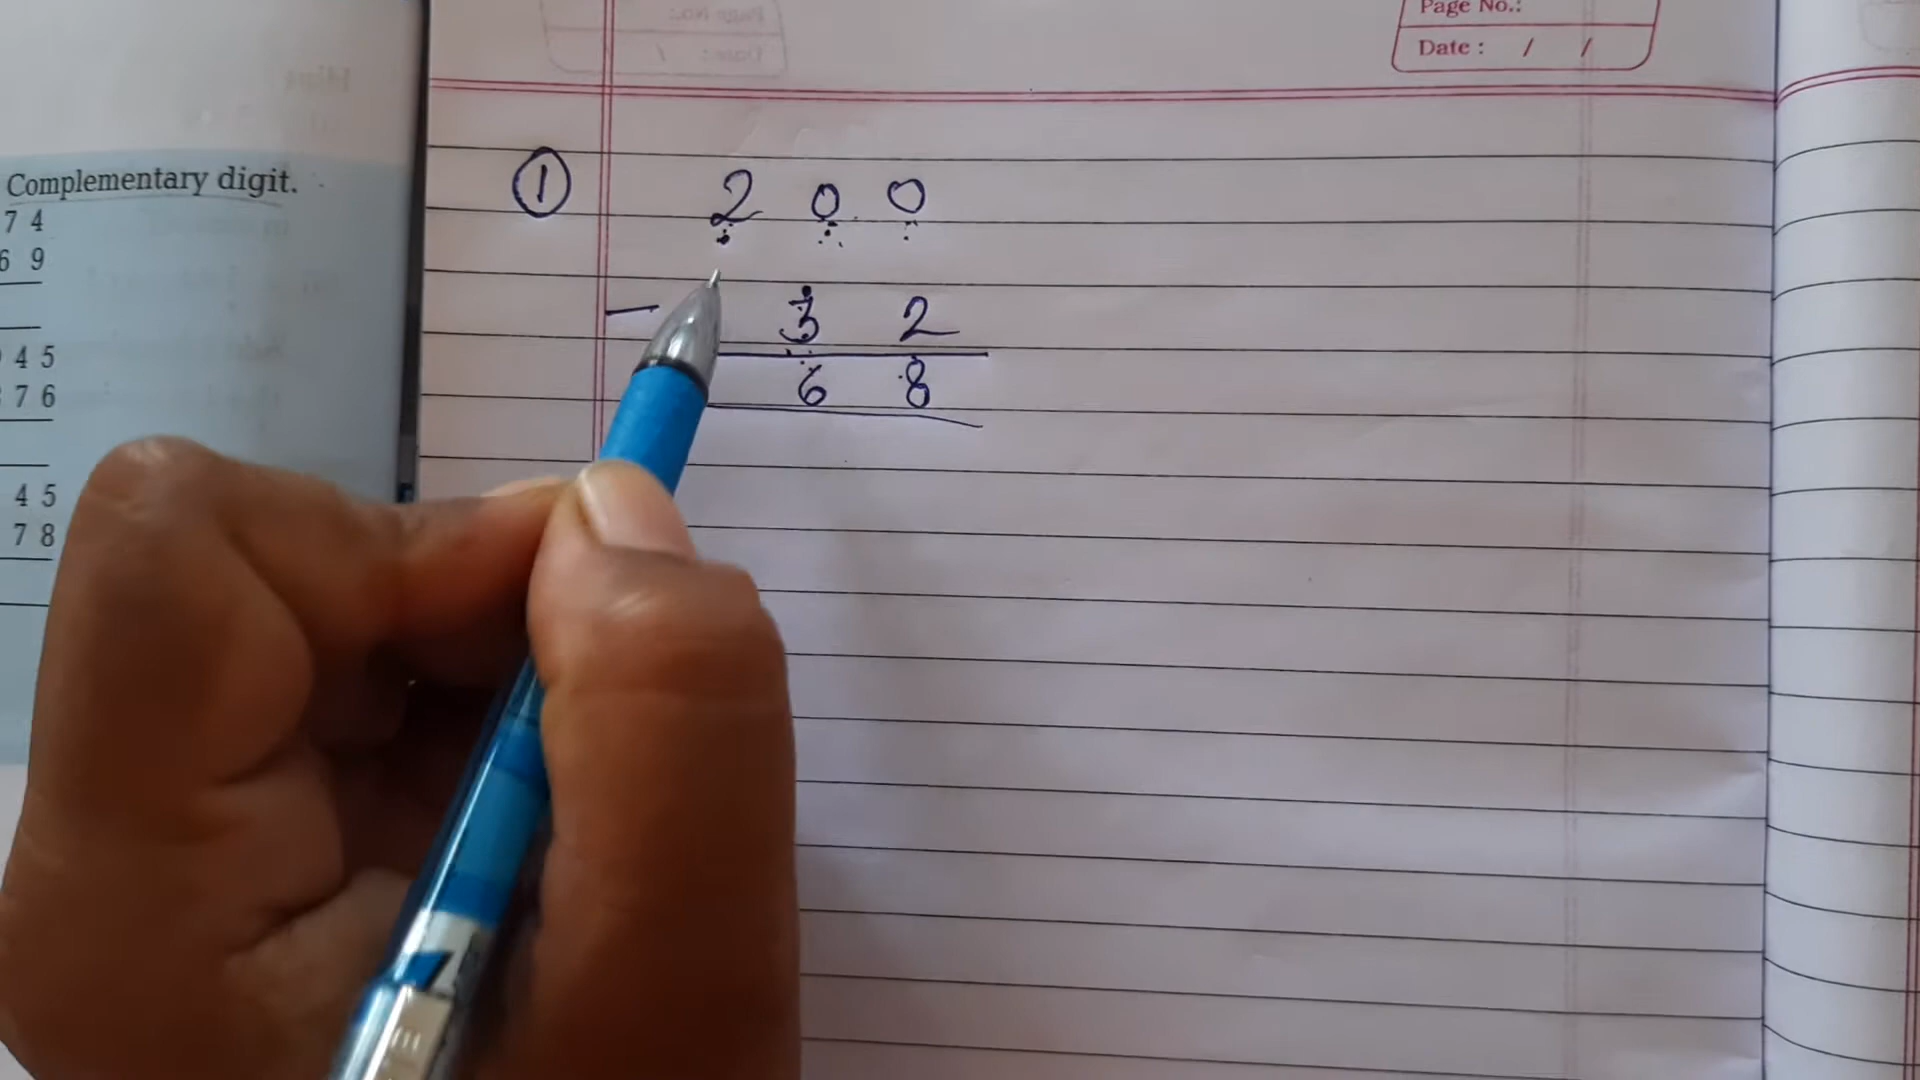 Page No.:
Date : / /
Complementary digit.
7 4
6 9
4 5
7 6
4 5
7 8
① 2 0 0
− 3 2
6 8